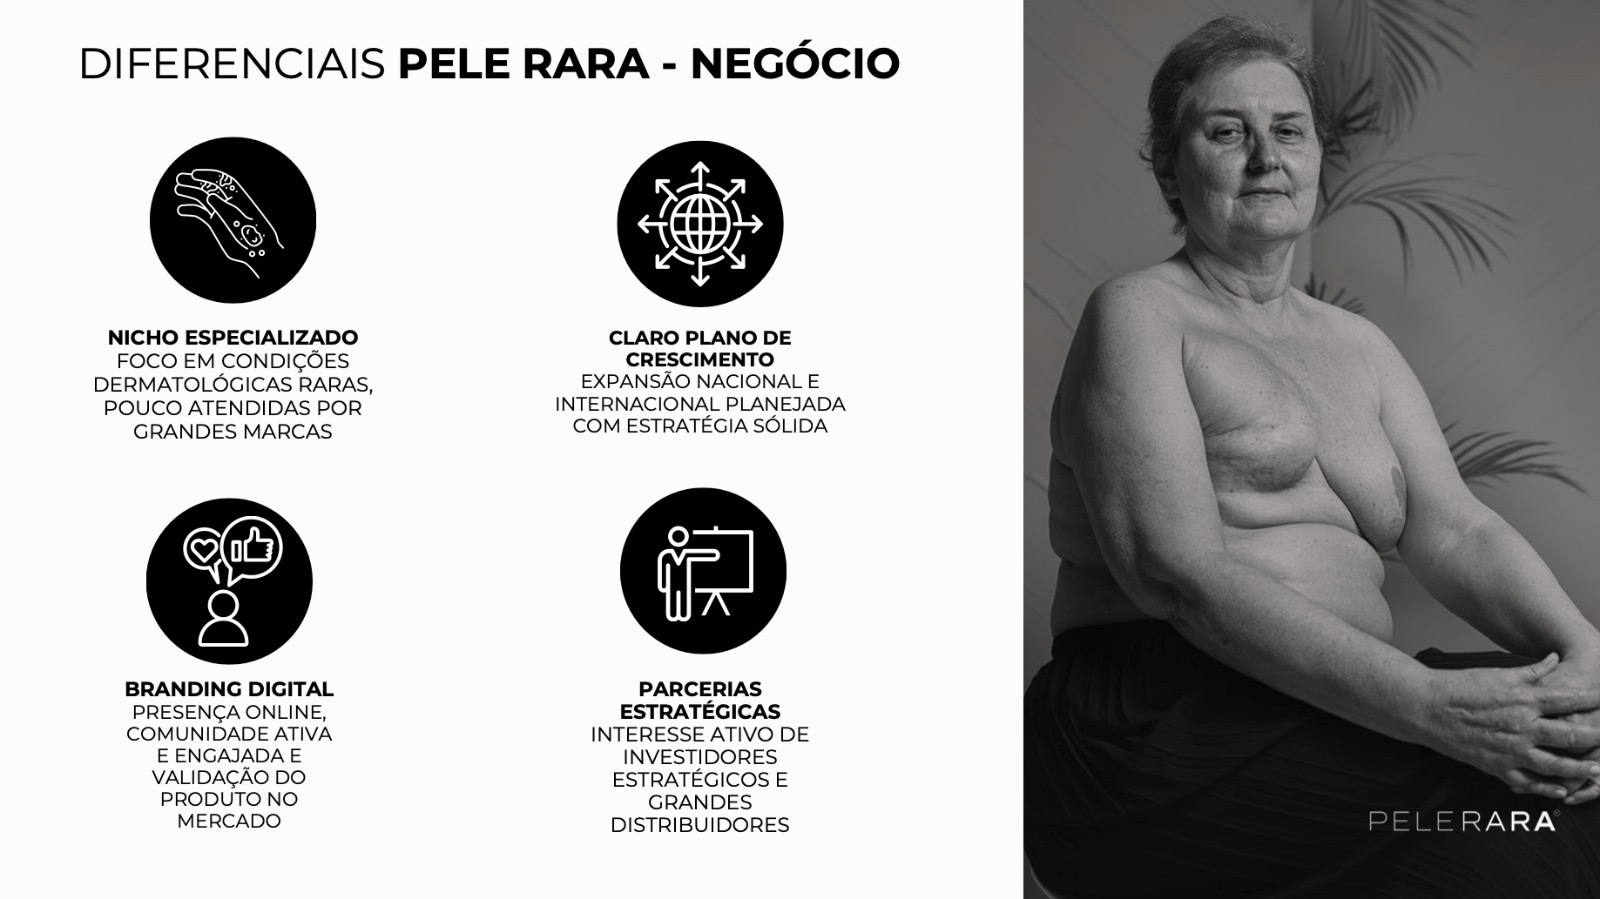 DIFERENCIAIS PELE RARA - NEGÓCIO
NICHO ESPECIALIZADO
FOCO EM CONDIÇÕES
DERMATOLÓGICAS RARAS,
POUCO ATENDIDAS POR
GRANDES MARCAS
CLARO PLANO DE
CRESCIMENTO
EXPANSÃO NACIONAL E
INTERNACIONAL PLANEJADA
COM ESTRATÉGIA SÓLIDA
BRANDING DIGITAL
PRESENÇA ONLINE,
COMUNIDADE ATIVA
E ENGAJADA E
VALIDAÇÃO DO
PRODUTO NO
MERCADO
PARCERIAS
ESTRATÉGICAS
INTERESSE ATIVO DE
INVESTIDORES
ESTRATÉGICOS E
GRANDES
DISTRIBUIDORES
PELERARA®